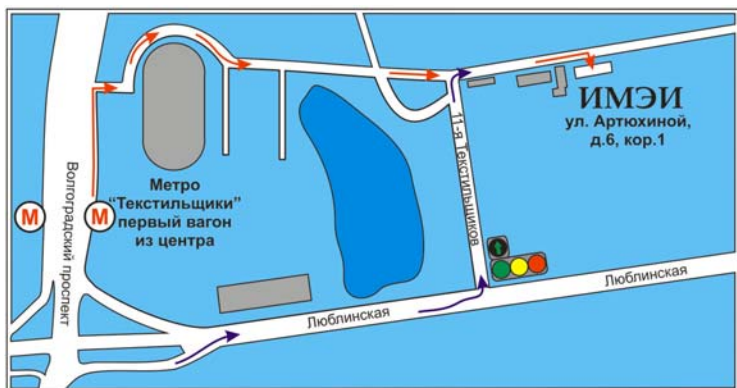 ИМЭИ
ул. Артюхиной,
д.6, кор.1
11-я Текстильщиков
Метро
“Текстильщики”
первый вагон
из центра
М
М
Волгоградский проспект
Люблинская
Люблинская